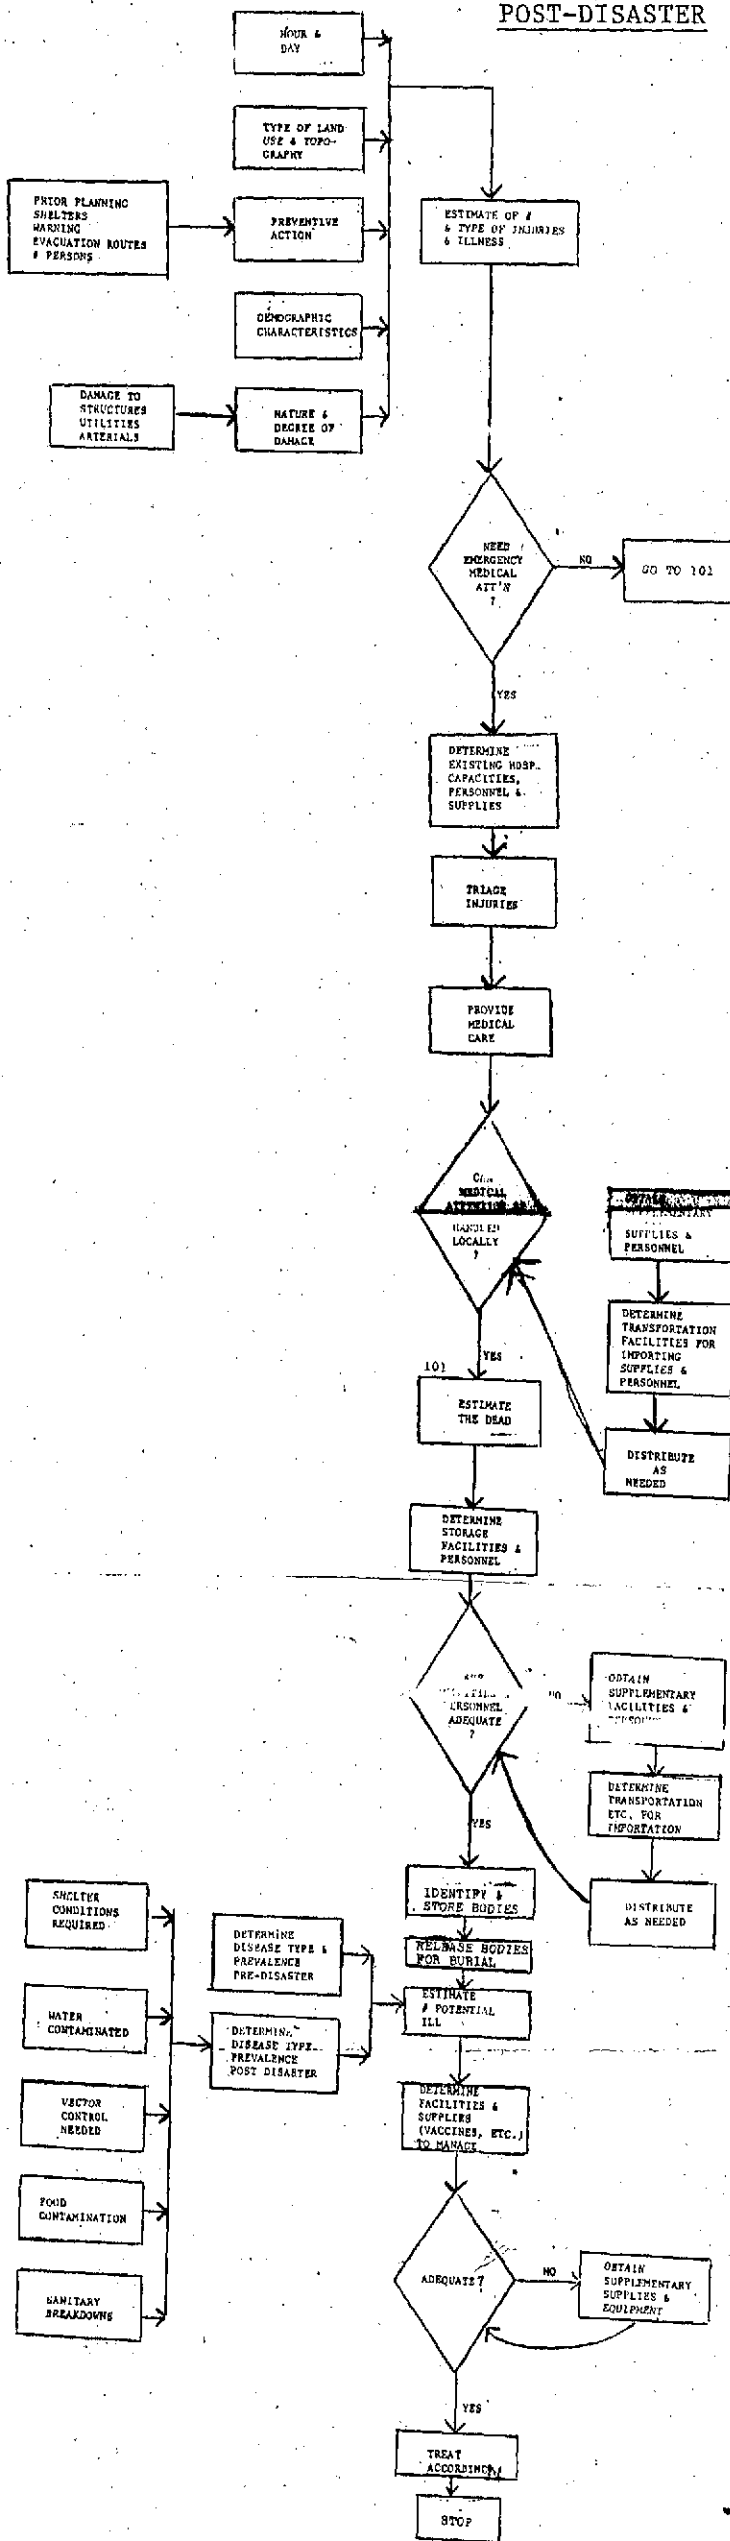 POST-DISASTER
HOUR &
DAY
TYPE OF LAND
USE & TOPO-
GRAPHY
PRIOR PLANNING
SHELTERS
WARNING
EVACUATION ROUTES
# PERSONS
PREVENTIVE
ACTION
ESTIMATE OF #
& TYPE OF INJURIES
& ILLNESS
DEMOGRAPHIC
CHARACTERISTICS
DAMAGE TO
STRUCTURES
UTILITIES
ARTERIALS
NATURE &
DEGREE OF
DAMAGE
NEED
EMERGENCY
MEDICAL
ATT'N
?
NO
GO TO 101
YES
DETERMINE
EXISTING HOSP.
CAPACITIES,
PERSONNEL &
SUPPLIES
TRIAGE
INJURIES
PROVIDE
MEDICAL
CARE
MEDICAL
ATTENTION BE
HANDLED
LOCALLY
?
OBTAIN
SUPPLEMENTARY
SUPPLIES &
PERSONNEL
DETERMINE
TRANSPORTATION
FACILITIES FOR
IMPORTING
SUPPLIES &
PERSONNEL
YES
101
ESTIMATE
THE DEAD
DISTRIBUTE
AS
NEEDED
DETERMINE
STORAGE
FACILITIES &
PERSONNEL
ERSONNEL
ADEQUATE
?
NO
OBTAIN
SUPPLEMENTARY
FACILITIES &
DETERMINE
TRANSPORTATION
ETC. FOR
IMPORTATION
YES
IDENTIFY &
STORE BODIES
DISTRIBUTE
AS NEEDED
SHELTER
CONDITIONS
REQUIRED
DETERMINE
DISEASE TYPE &
PREVALENCE
PRE-DISASTER
RELEASE BODIES
FOR BURIAL
ESTIMATE
# POTENTIAL
ILL
WATER
CONTAMINATED
DETERMINE
DISEASE TYPE
PREVALENCE
POST DISASTER
VECTOR
CONTROL
NEEDED
DETERMINE
FACILITIES &
SUPPLIES
(VACCINES, ETC.)
TO MANAGE
FOOD
CONTAMINATION
ADEQUATE?
NO
OBTAIN
SUPPLEMENTARY
SUPPLIES &
EQUIPMENT
SANITARY
BREAKDOWNS
YES
TREAT
ACCORDINGLY
STOP